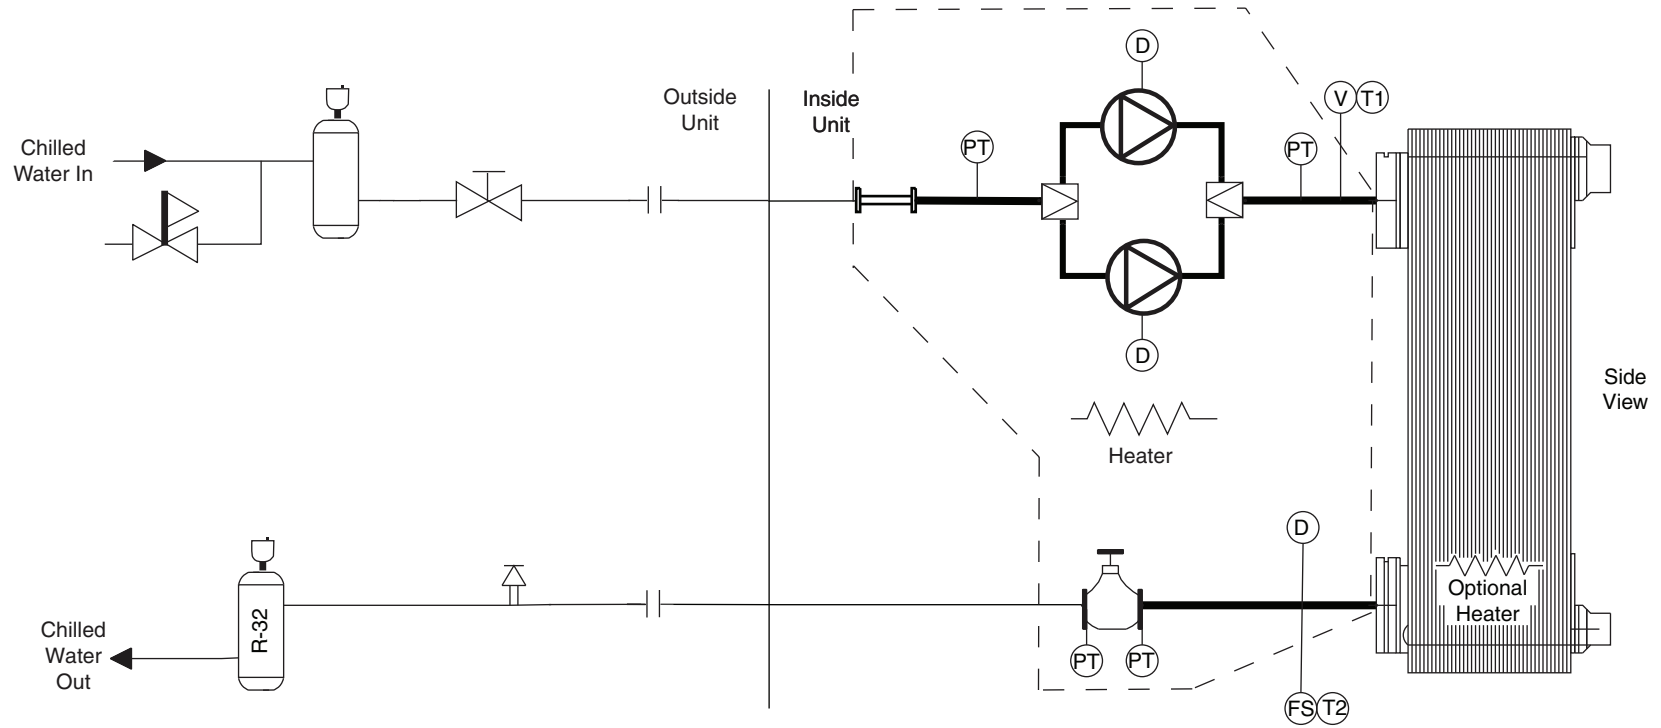 D
Outside
Unit
Inside
Unit
V
T1
Chilled
Water In
PT
PT
D
Side
View
Heater
D
Optional
Heater
R-32
Chilled
Water
Out
PT
PT
FS
T2